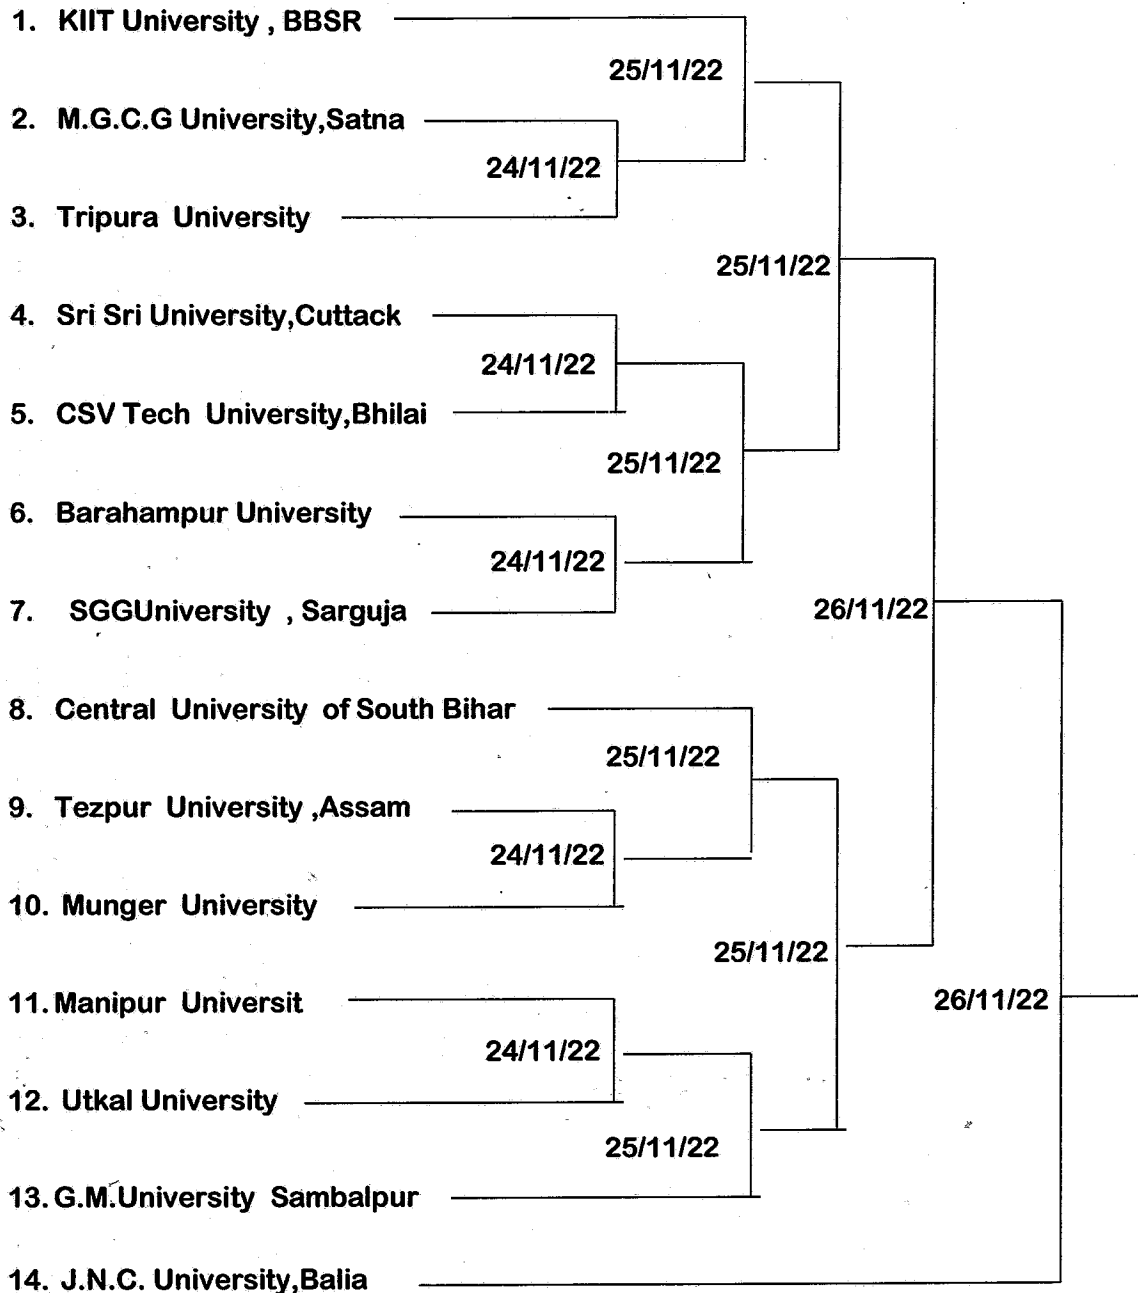 1. KIIT University , BBSR
25/11/22
2. M.G.C.G University,Satna
24/11/22
3. Tripura University
25/11/22
4. Sri Sri University,Cuttack
24/11/22
5. CSV Tech University,Bhilai
25/11/22
6. Barahampur University
24/11/22
7. SGGUniversity , Sarguja
26/11/22
8. Central University of South Bihar
25/11/22
9. Tezpur University ,Assam
24/11/22
10. Munger University
25/11/22
11. Manipur Universit
26/11/22
24/11/22
12. Utkal University
25/11/22
13. G.M.University Sambalpur
14. J.N.C. University,Balia